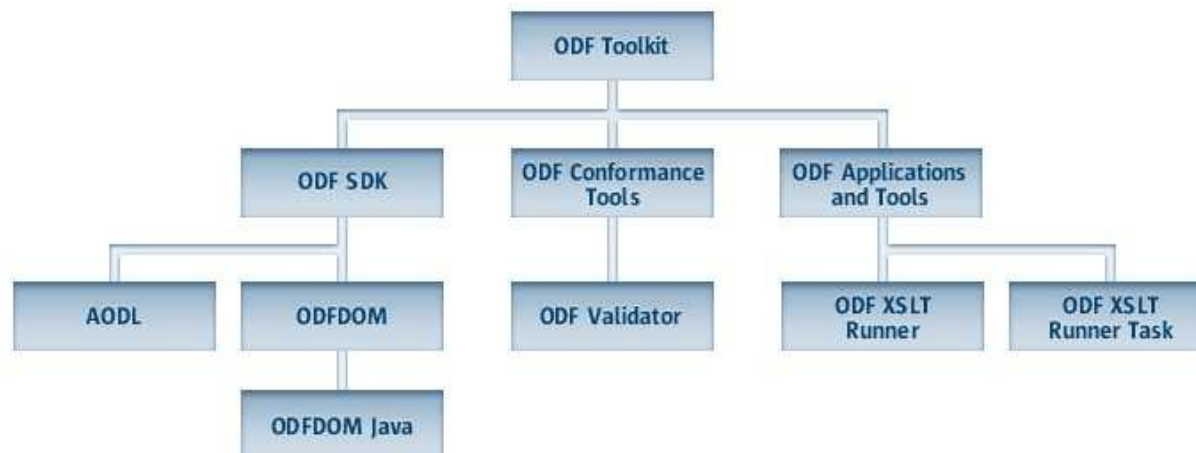 ODF Toolkit
ODF SDK
ODF Conformance
Tools
ODF Applications
and Tools
AODL
ODFDOM
ODF Validator
ODF XSLT
Runner
ODF XSLT
Runner Task
ODFDOM Java